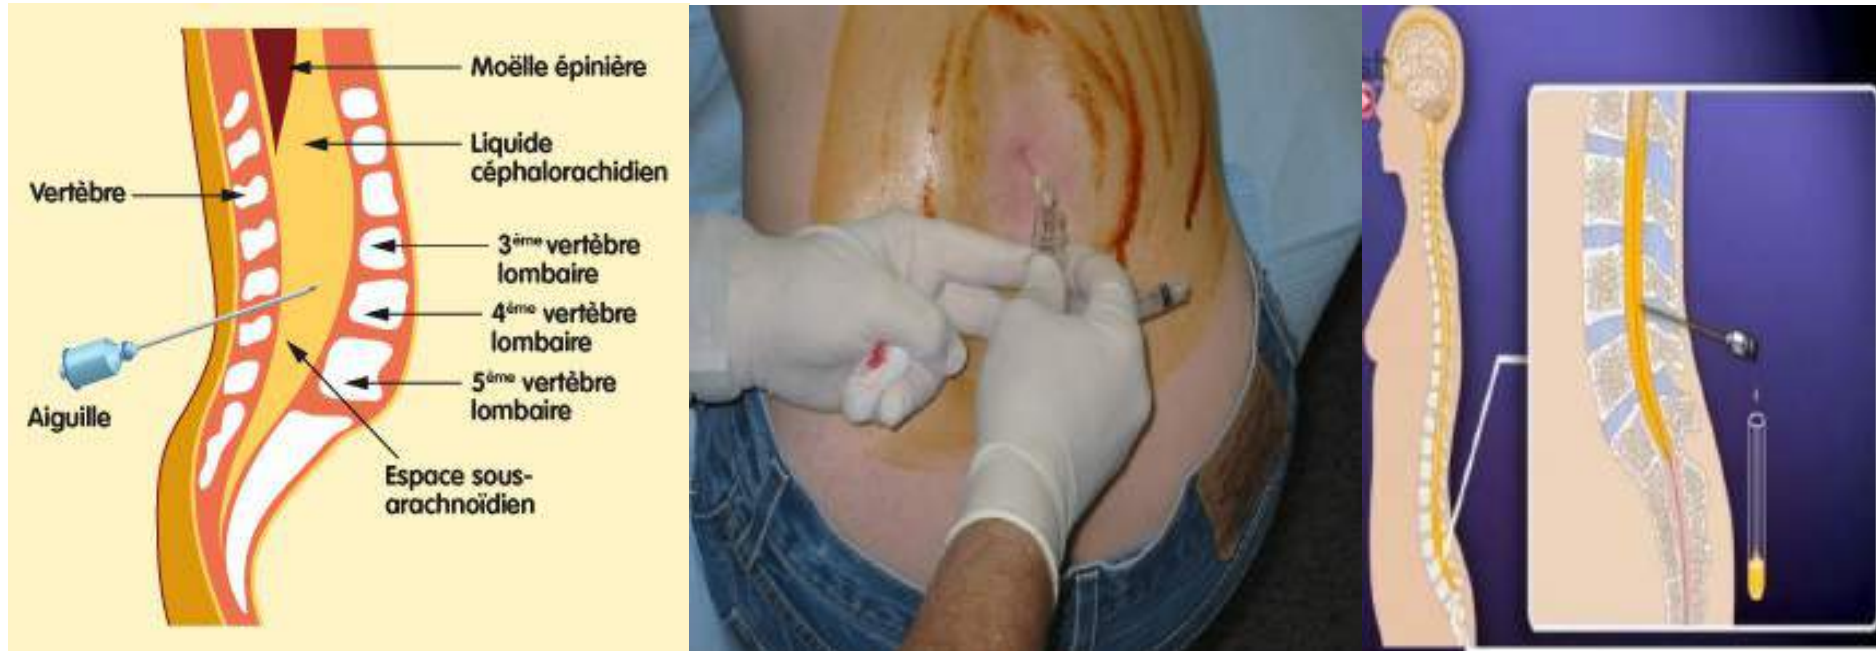 Moëlle épinière
Liquide
céphalorachidien
Vertèbre
3ème vertèbre
lombaire
4ème vertèbre
lombaire
5ème vertèbre
lombaire
Aiguille
Espace sous-
arachnoïdien